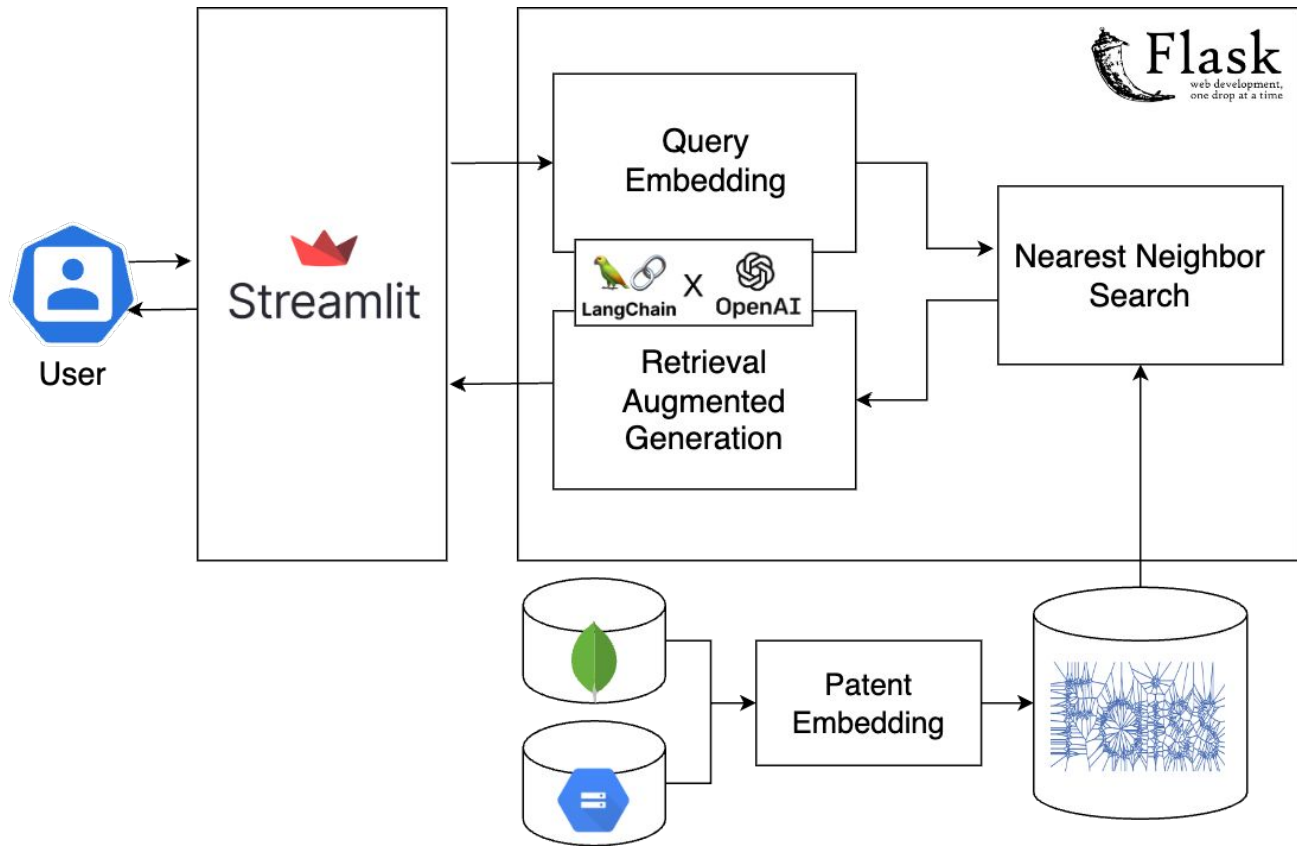 Flask
web development,
one drop at a time
Query
Embedding
Nearest Neighbor
Search
Streamlit
LangChain X OpenAI
User
Retrieval
Augmented
Generation
Patent
Embedding
Faiss